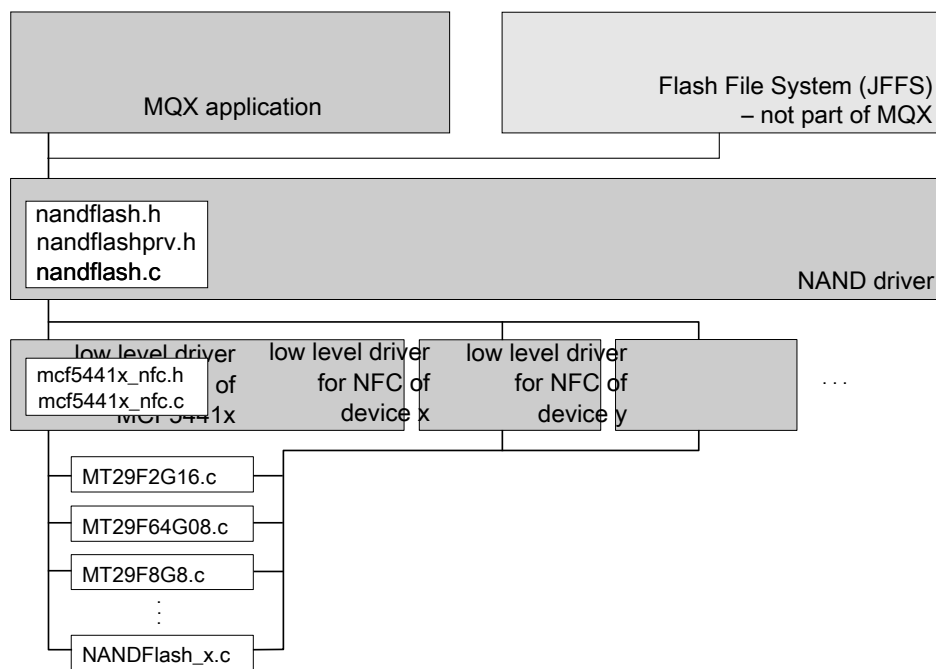 MQX application
Flash File System (JFFS)
– not part of MQX
nandflash.h
nandflashprv.h
nandflash.c
NAND driver
low level driver
of
MCF5441x
mcf5441x_nfc.h
mcf5441x_nfc.c
low level driver
for NFC of
device x
low level driver
for NFC of
device y
. . .
MT29F2G16.c
MT29F64G08.c
MT29F8G8.c
NANDFlash_x.c